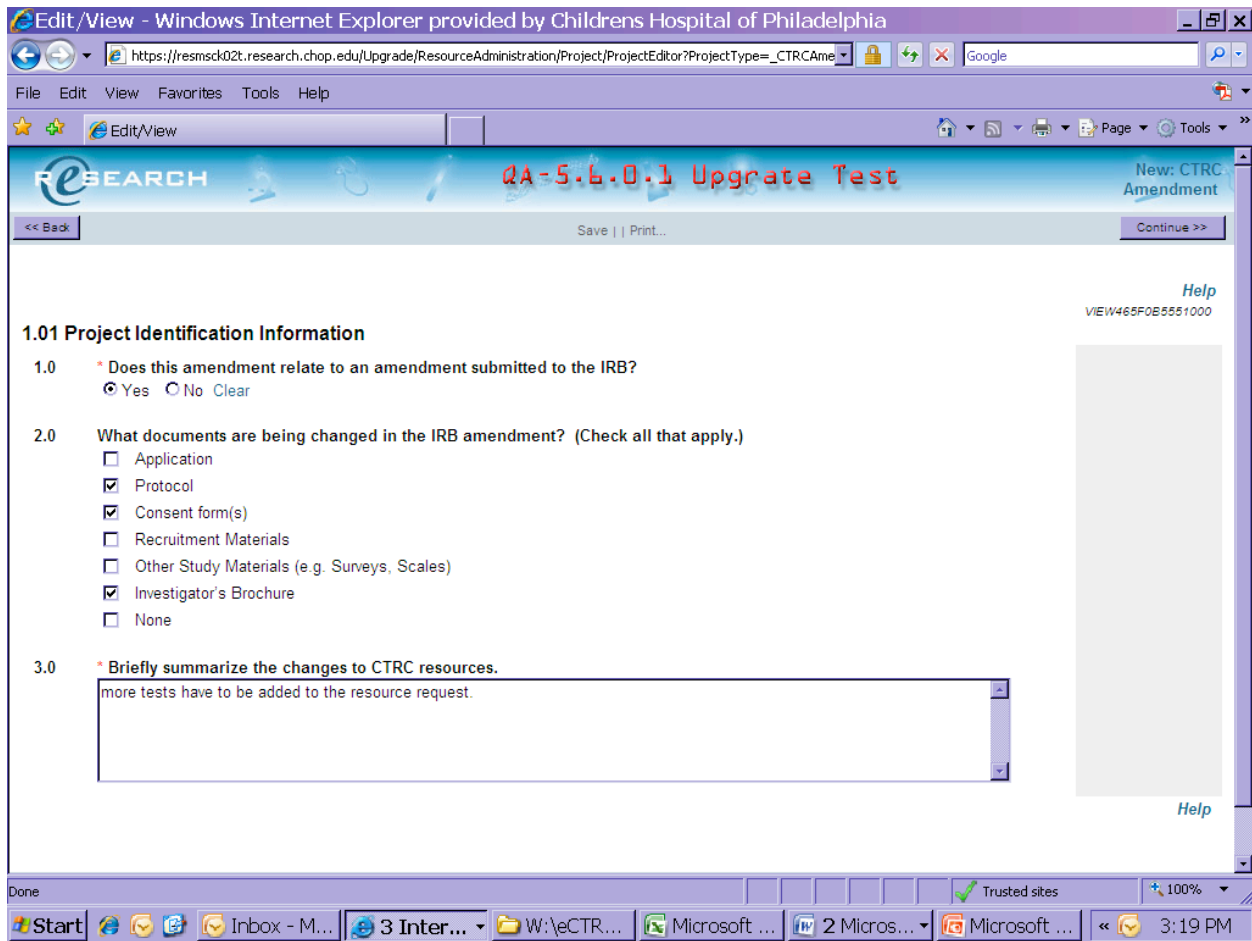 Edit/View - Windows Internet Explorer provided by Childrens Hospital of Philadelphia
https://resmsck02t.research.chop.edu/Upgrade/ResourceAdministration/Project/ProjectEditor?ProjectType=_CTRCAme
Google
File Edit View Favorites Tools Help
Edit/View
Page Tools »
ReSEARCH
QA-5.6.0.1 Upgrate Test
New: CTRC Amendment
<< Back
Save | | Print...
Continue >>
Help
VIEW465F0B5551000
1.01 Project Identification Information
1.0 * Does this amendment relate to an amendment submitted to the IRB?
Yes No Clear
2.0 What documents are being changed in the IRB amendment? (Check all that apply.)
Application
Protocol
Consent form(s)
Recruitment Materials
Other Study Materials (e.g. Surveys, Scales)
Investigator's Brochure
None
3.0 * Briefly summarize the changes to CTRC resources.
more tests have to be added to the resource request.
Help
Done
Trusted sites
100%
Start
Inbox - M...
3 Inter...
W:\eCTR...
Microsoft ...
2 Micros...
Microsoft ...
«
3:19 PM